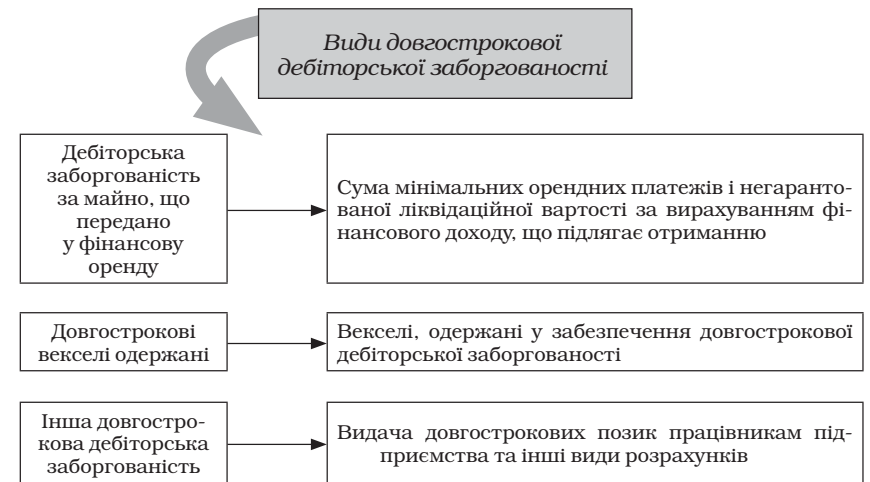 Види довгострокової
дебіторської заборгованості
Дебіторська
заборгованість
за майно, що
передано
у фінансову
оренду
Сума мінімальних орендних платежів і негаранто-
ваної ліквідаційної вартості за вирахуванням фі-
нансового доходу, що підлягає отриманню
Довгострокові
векселі одержані
Векселі, одержані у забезпечення довгострокової
дебіторської заборгованості
Інша довгостро-
кова дебіторська
заборгованість
Видача довгострокових позик працівникам під-
приємства та інші види розрахунків